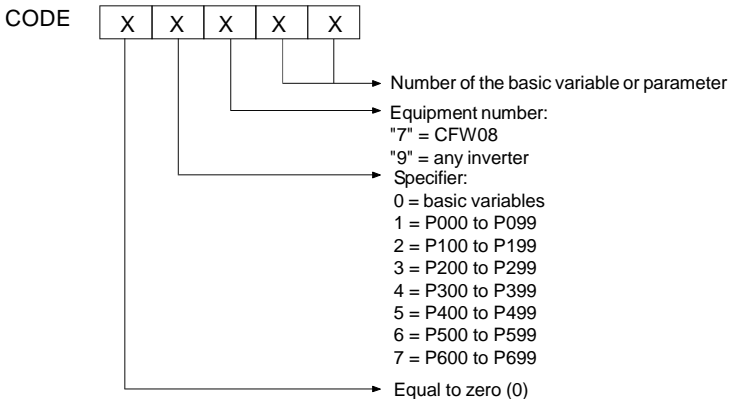 CODE X X X X X
Number of the basic variable or parameter
Equipment number:
"7" = CFW08
"9" = any inverter
Specifier:
0 = basic variables
1 = P000 to P099
2 = P100 to P199
3 = P200 to P299
4 = P300 to P399
5 = P400 to P499
6 = P500 to P599
7 = P600 to P699
Equal to zero (0)